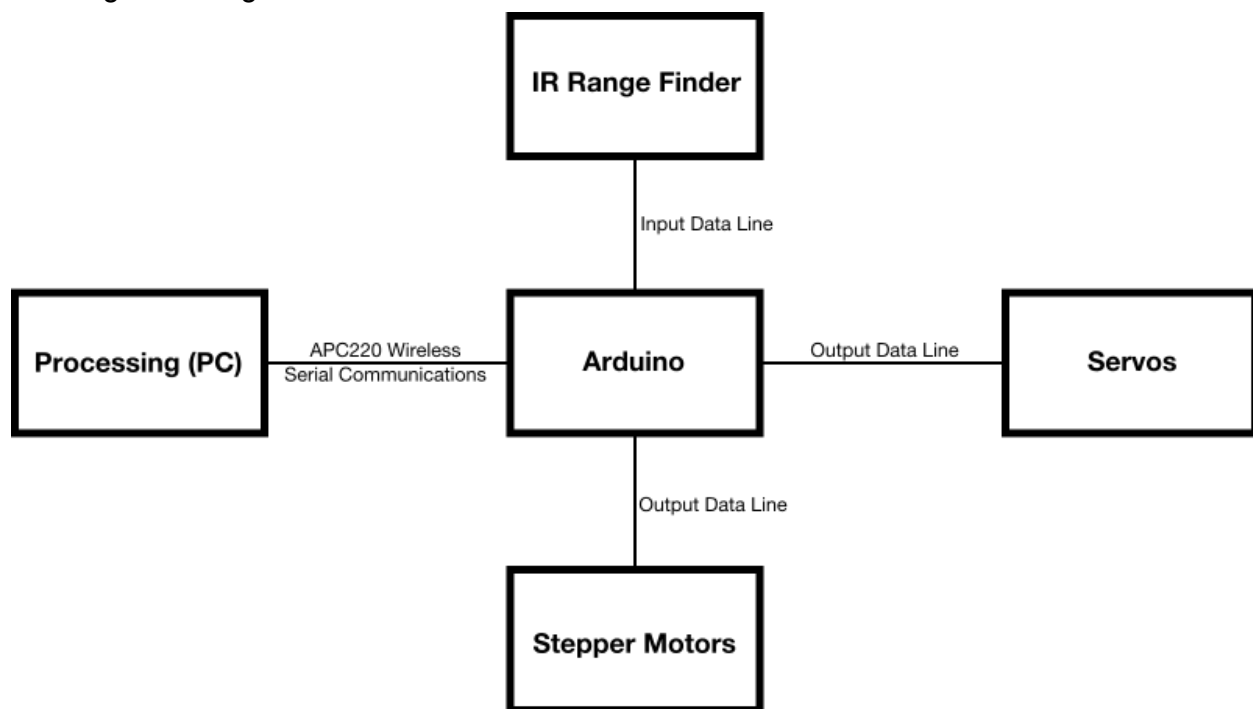 IR Range Finder
Input Data Line
Processing (PC)
APC220 Wireless
Serial Communications
Arduino
Output Data Line
Servos
Output Data Line
Stepper Motors